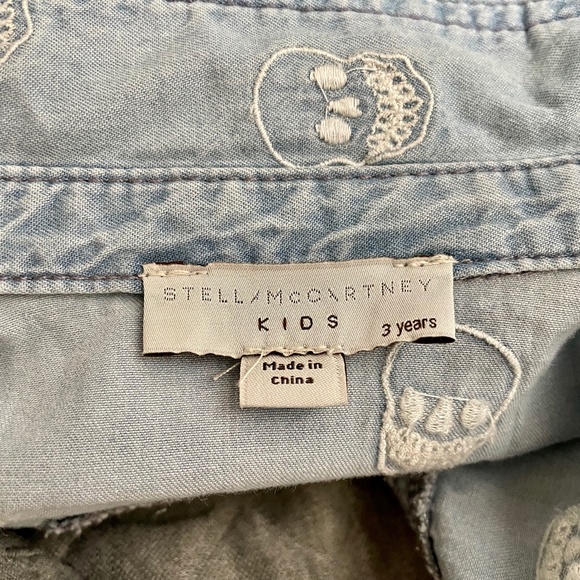 STELLA McCARTNEY
KIDS
3 years
Made in
China